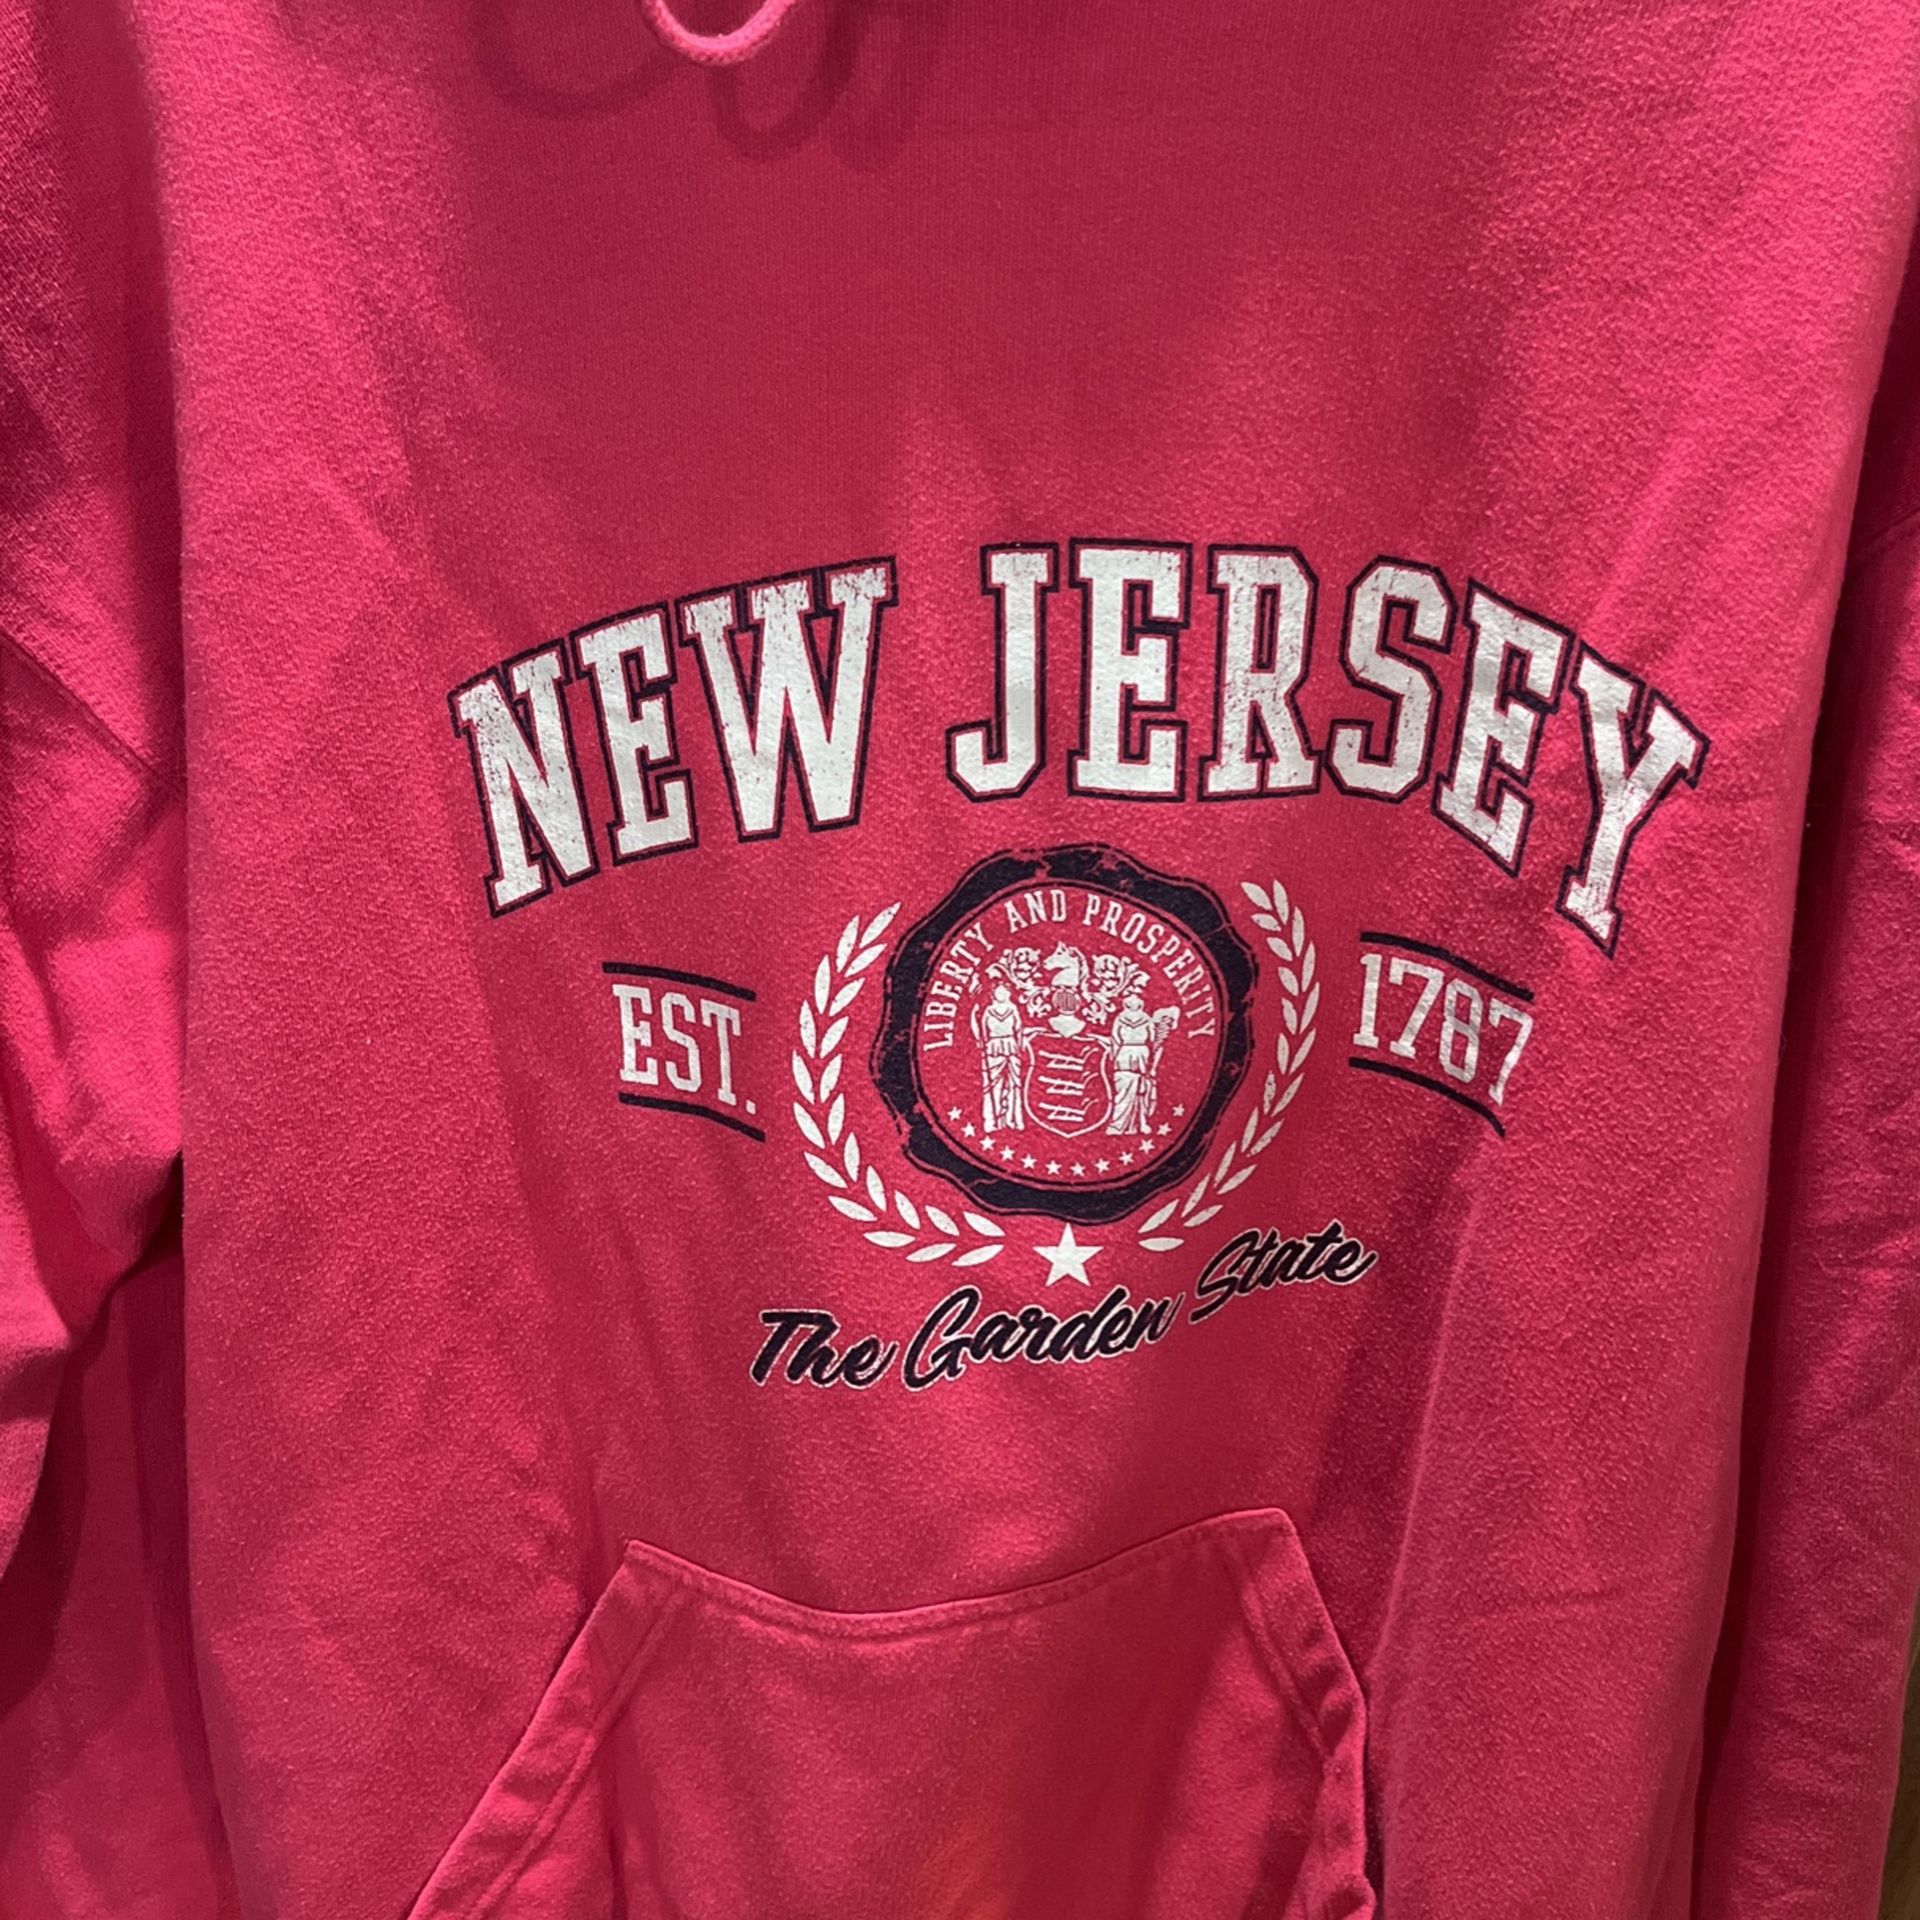 NEW JERSEY
LIBERTY AND PROSPERITY
EST. 1787
The Garden State